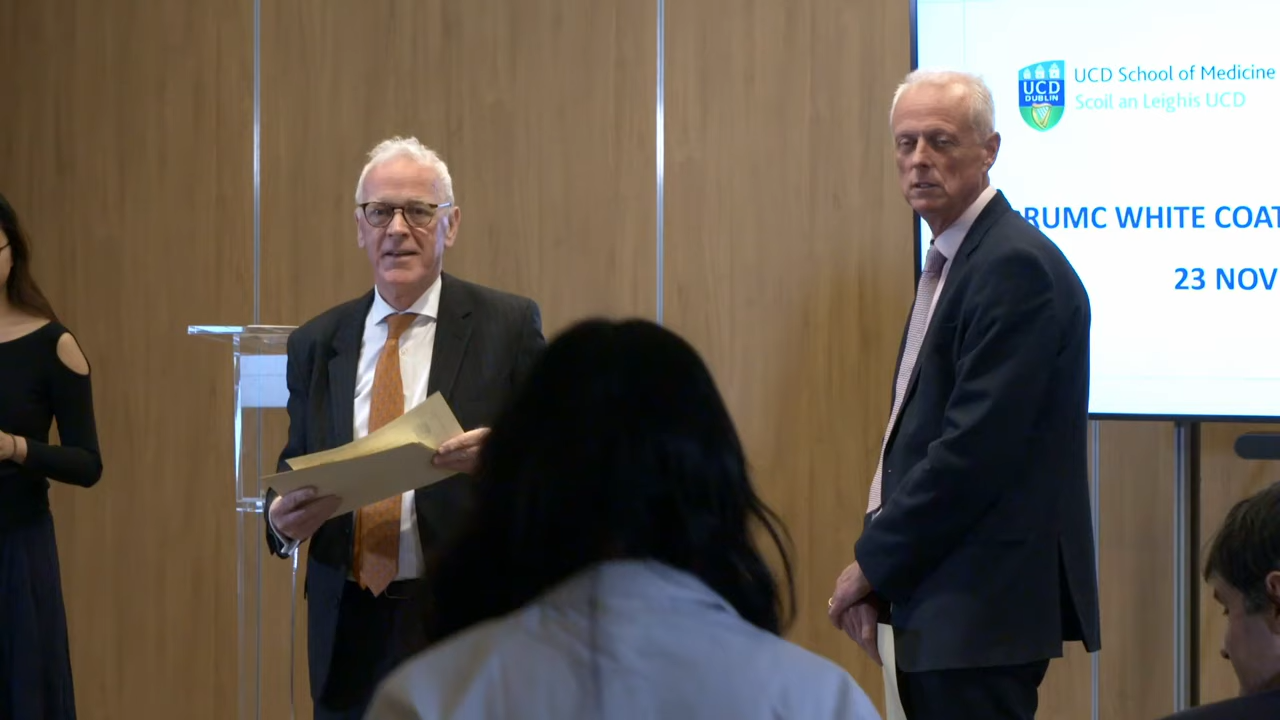 UCD
DUBLIN
UCD School of Medicine
Scoil an Leighis UCD
RUMC WHITE COAT
23 NOV